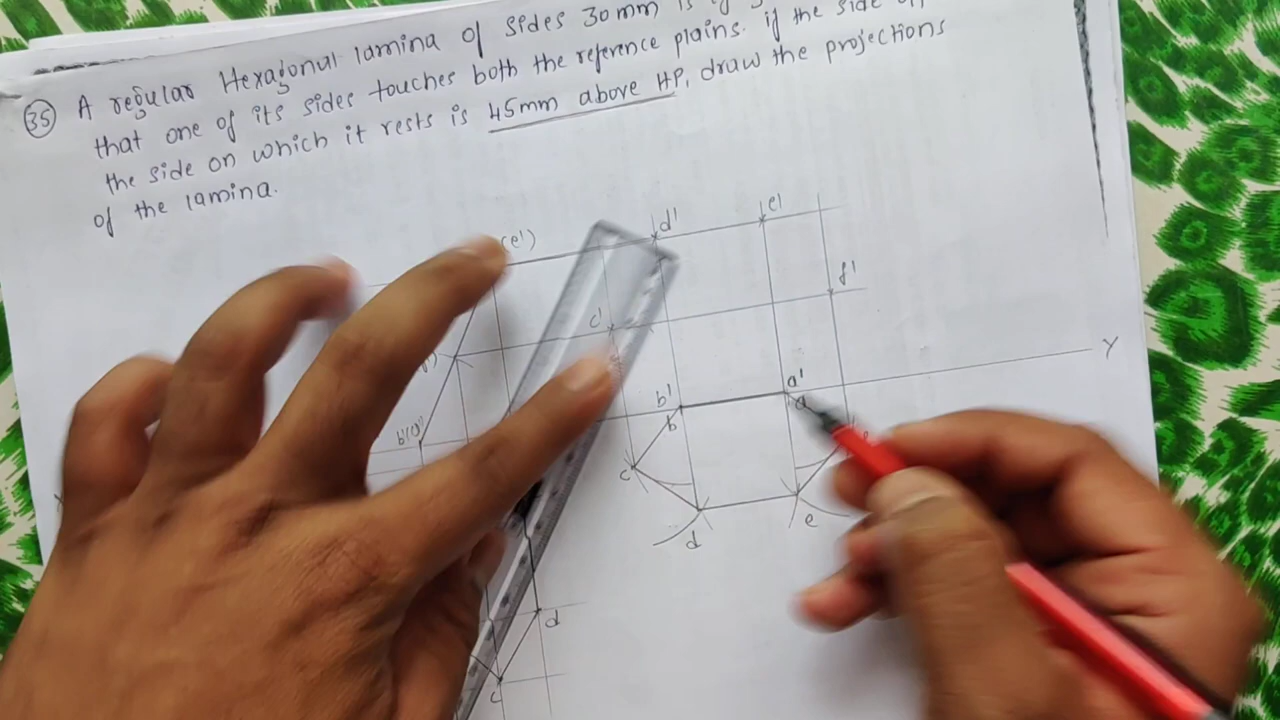 35 A regular Hexagonal lamina of sides 30mm is
that one of its sides touches both the reference plains. if the side
the side on which it rests is 45mm above HP, draw the projections
of the lamina.
(e') d' e'
c' f'
Y
b' a'
b'(a') b a
c
d e
d
c